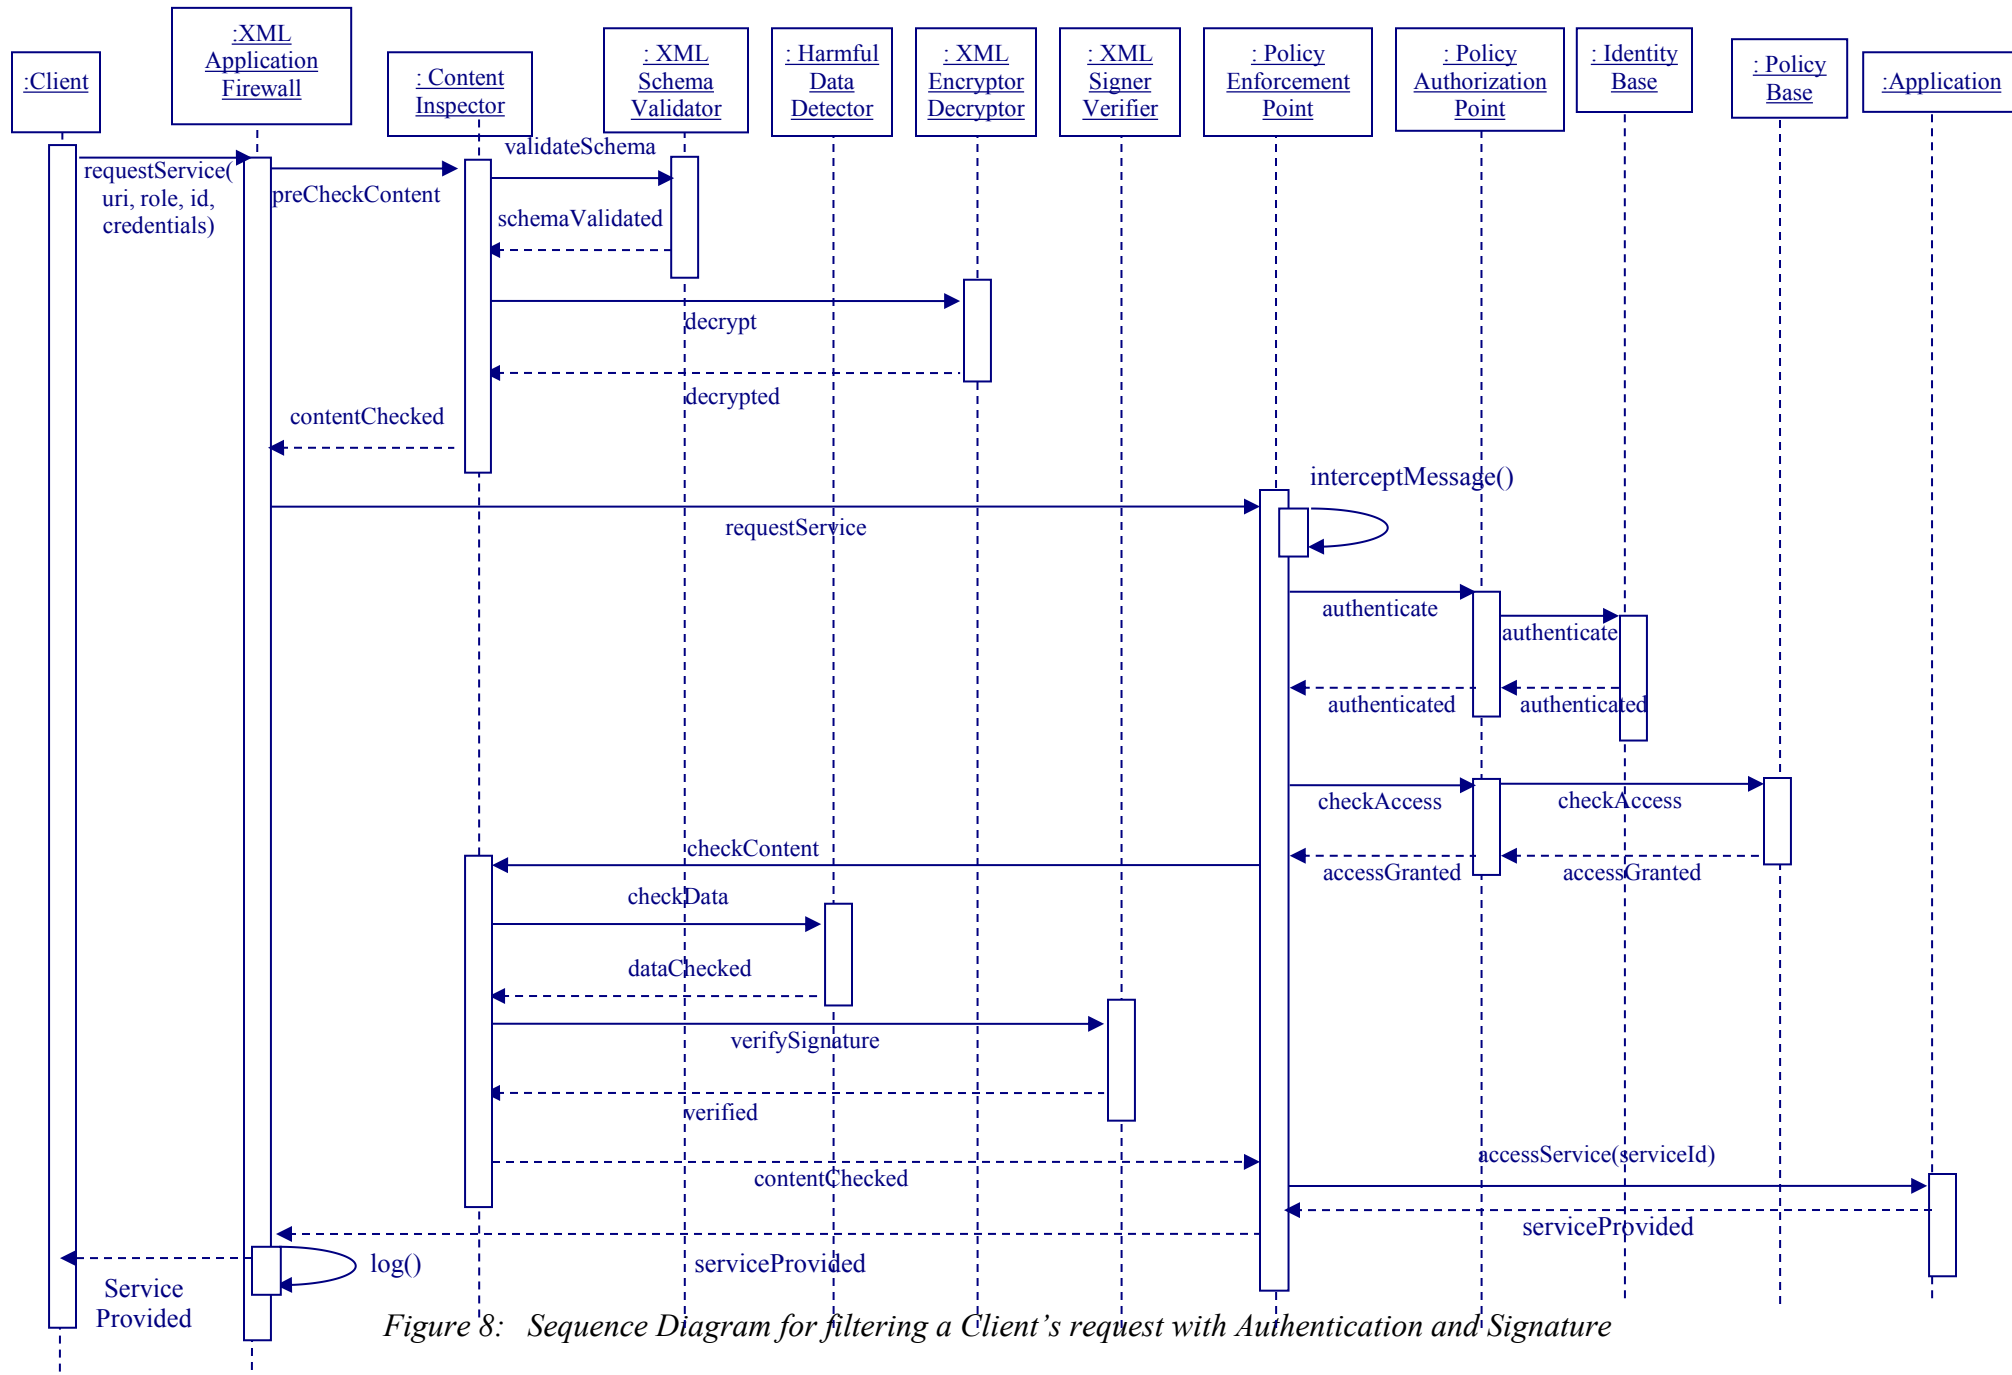 :Client
:XML
Application
Firewall
: Content
Inspector
: XML
Schema
Validator
: Harmful
Data
Detector
: XML
Encryptor
Decryptor
: XML
Signer
Verifier
: Policy
Enforcement
Point
: Policy
Authorization
Point
: Identity
Base
: Policy
Base
:Application
requestService(
uri, role, id,
credentials)
preCheckContent
validateSchema
schemaValidated
decrypt
decrypted
contentChecked
requestService
interceptMessage()
authenticate
authenticate
authenticated
authenticated
checkAccess
checkAccess
accessGranted
accessGranted
checkContent
checkData
dataChecked
verifySignature
verified
contentChecked
accessService(serviceId)
serviceProvided
serviceProvided
log()
Service
Provided
Figure 8: Sequence Diagram for filtering a Client’s request with Authentication and Signature